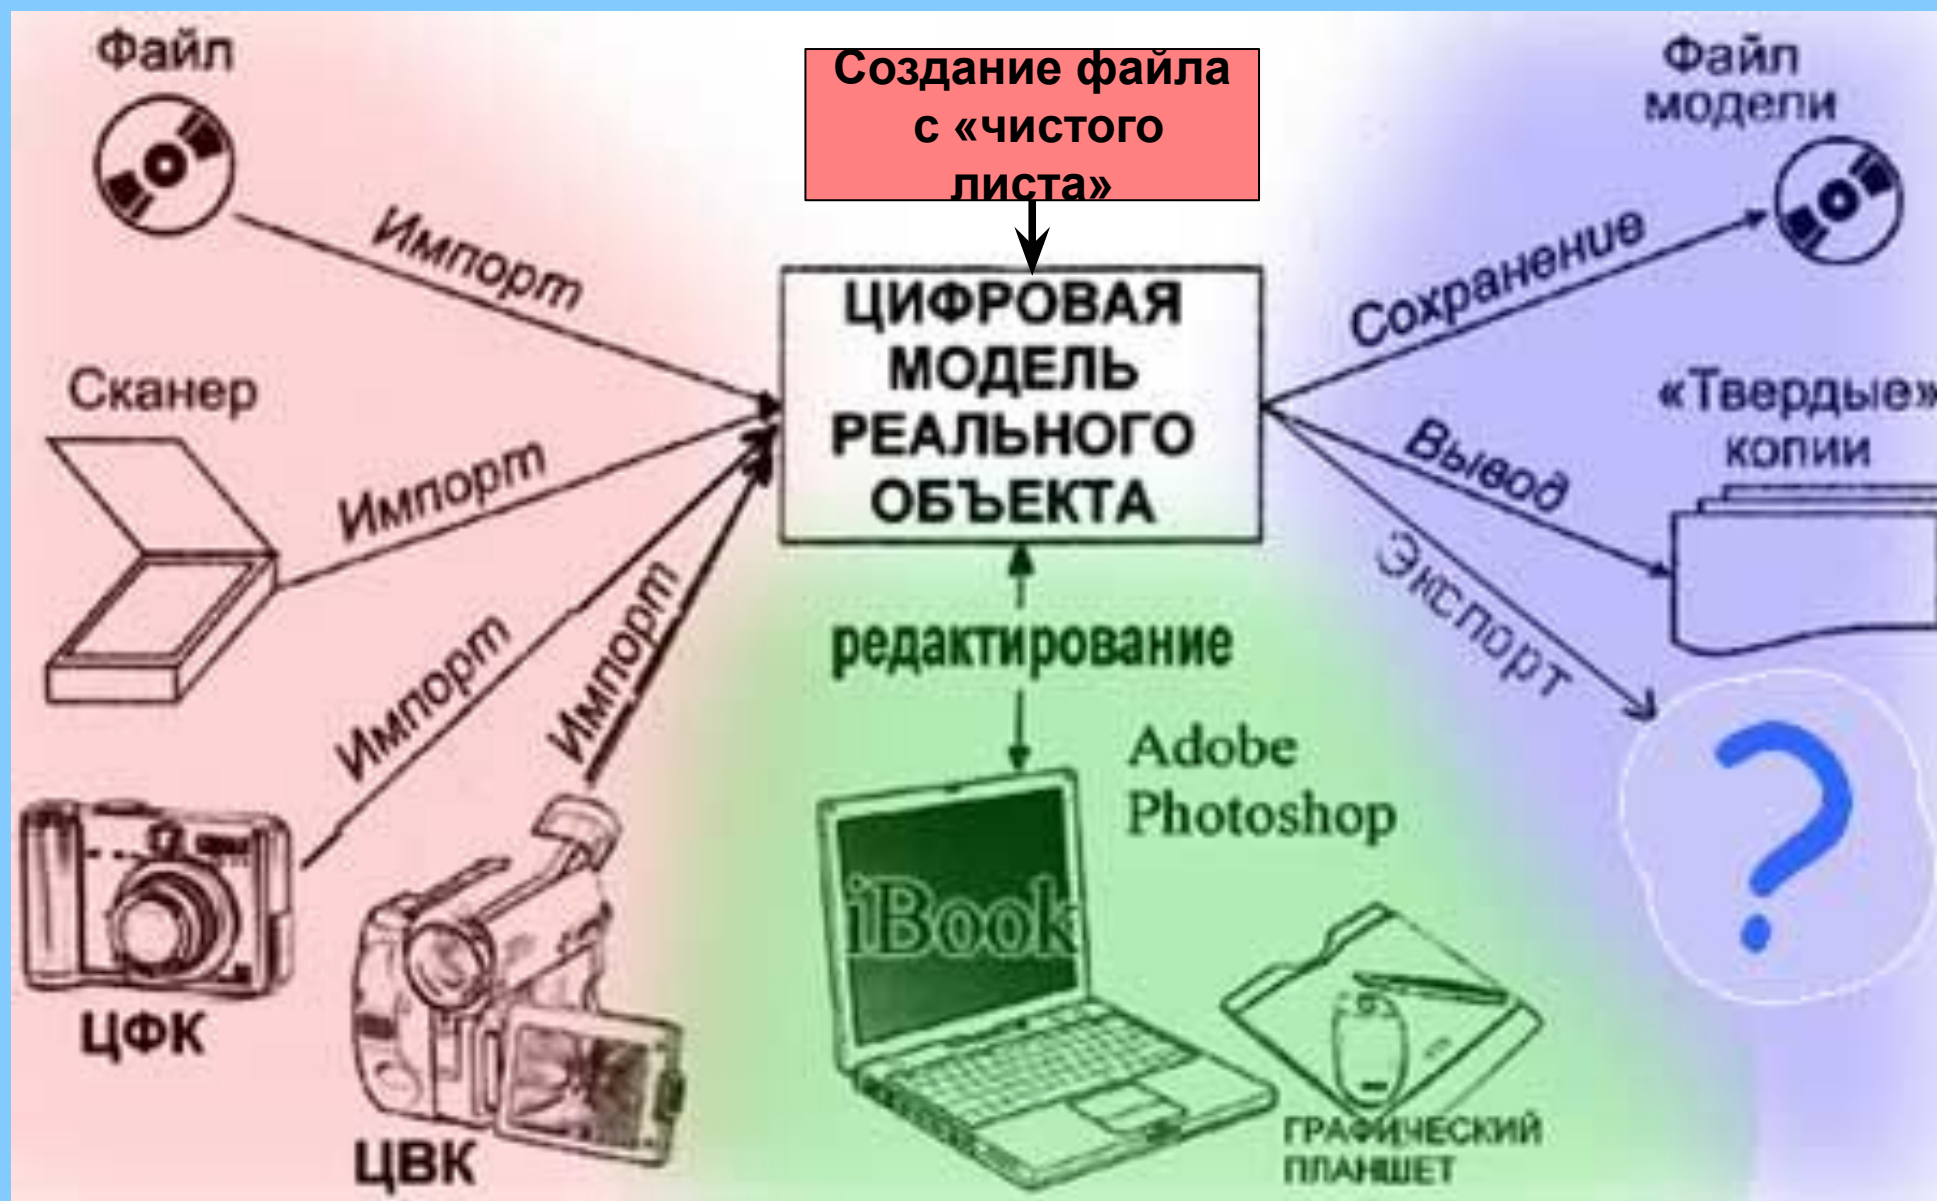 Файл
Создание файла
с «чистого
листа»
Файл
модели
Импорт
Сохранение
ЦИФРОВАЯ
МОДЕЛЬ
РЕАЛЬНОГО
ОБЪЕКТА
Сканер
Импорт
«Твердые»
копии
Вывод
Экспорт
Импорт
Импорт
редактирование
Adobe
Photoshop
iBook
?
ЦФК
ЦВК
ГРАФИЧЕСКИЙ
ПЛАНШЕТ